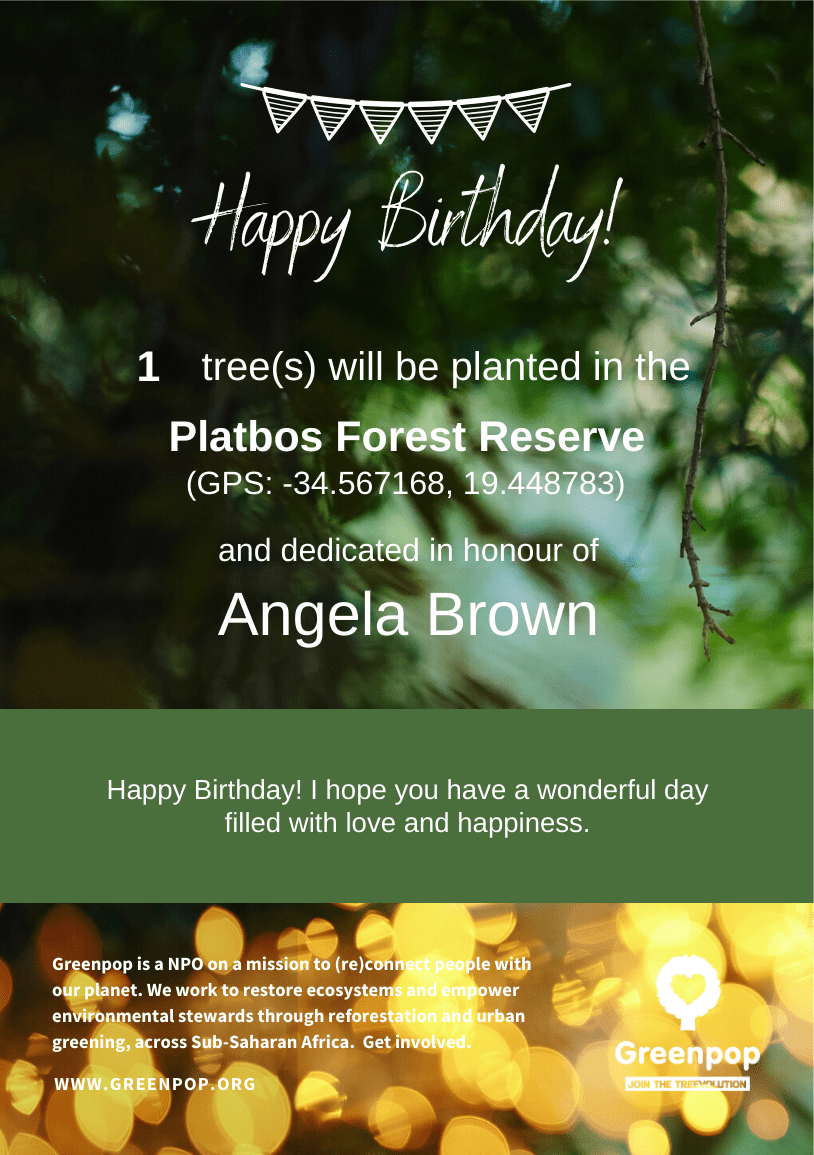 Happy Birthday!
1 tree(s) will be planted in the
Platbos Forest Reserve
(GPS: -34.567168, 19.448783)
and dedicated in honour of
Angela Brown
Happy Birthday! I hope you have a wonderful day
filled with love and happiness.
Greenpop is a NPO on a mission to (re)connect people with
our planet. We work to restore ecosystems and empower
environmental stewards through reforestation and urban
greening, across Sub-Saharan Africa.  Get involved.
WWW.GREENPOP.ORG
Greenpop
JOIN THE TREEVOLUTION